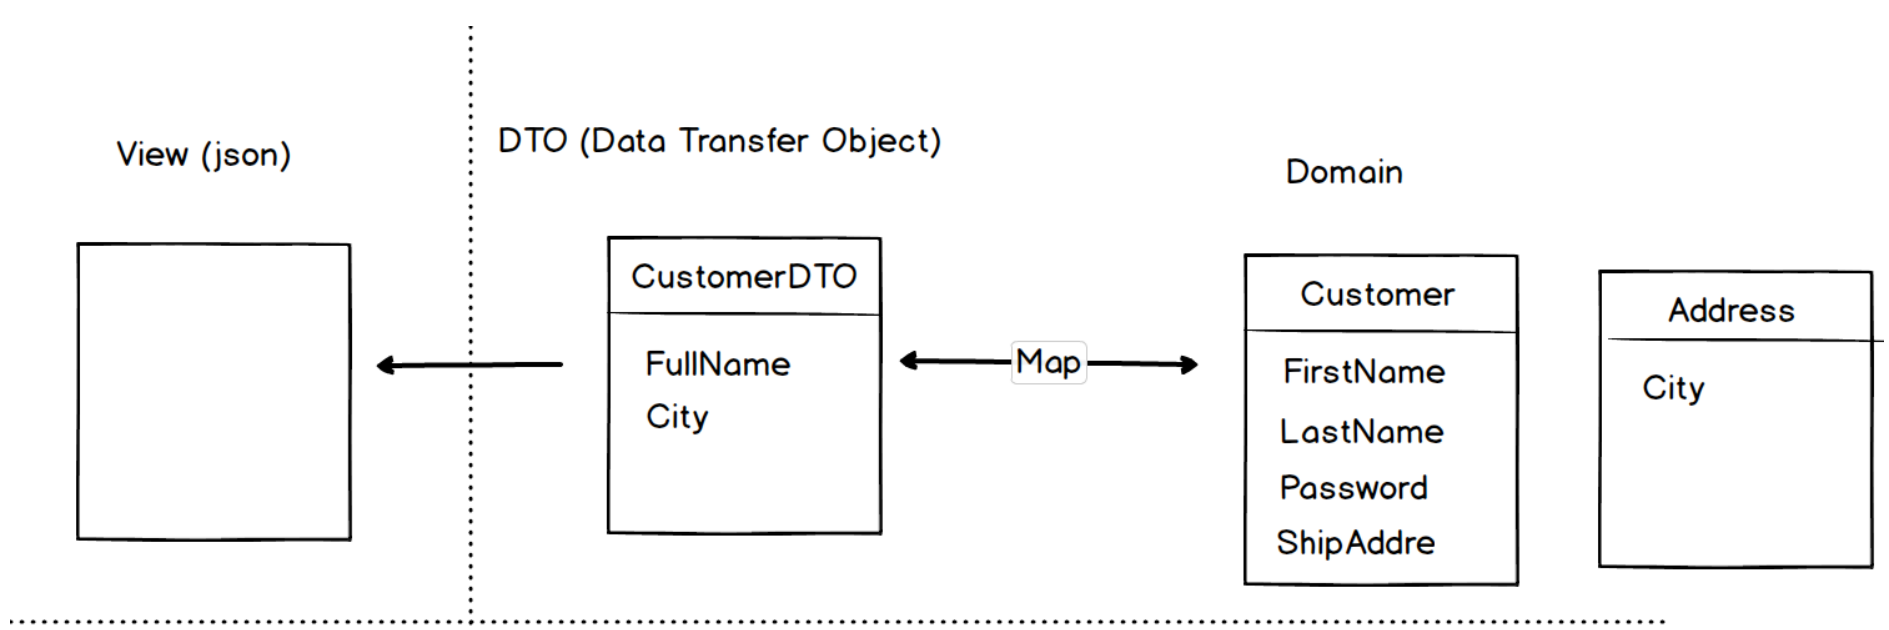 View (json)
DTO (Data Transfer Object)
Domain
CustomerDTO
FullName
City
Map
Customer
FirstName
LastName
Password
ShipAddre
Address
City